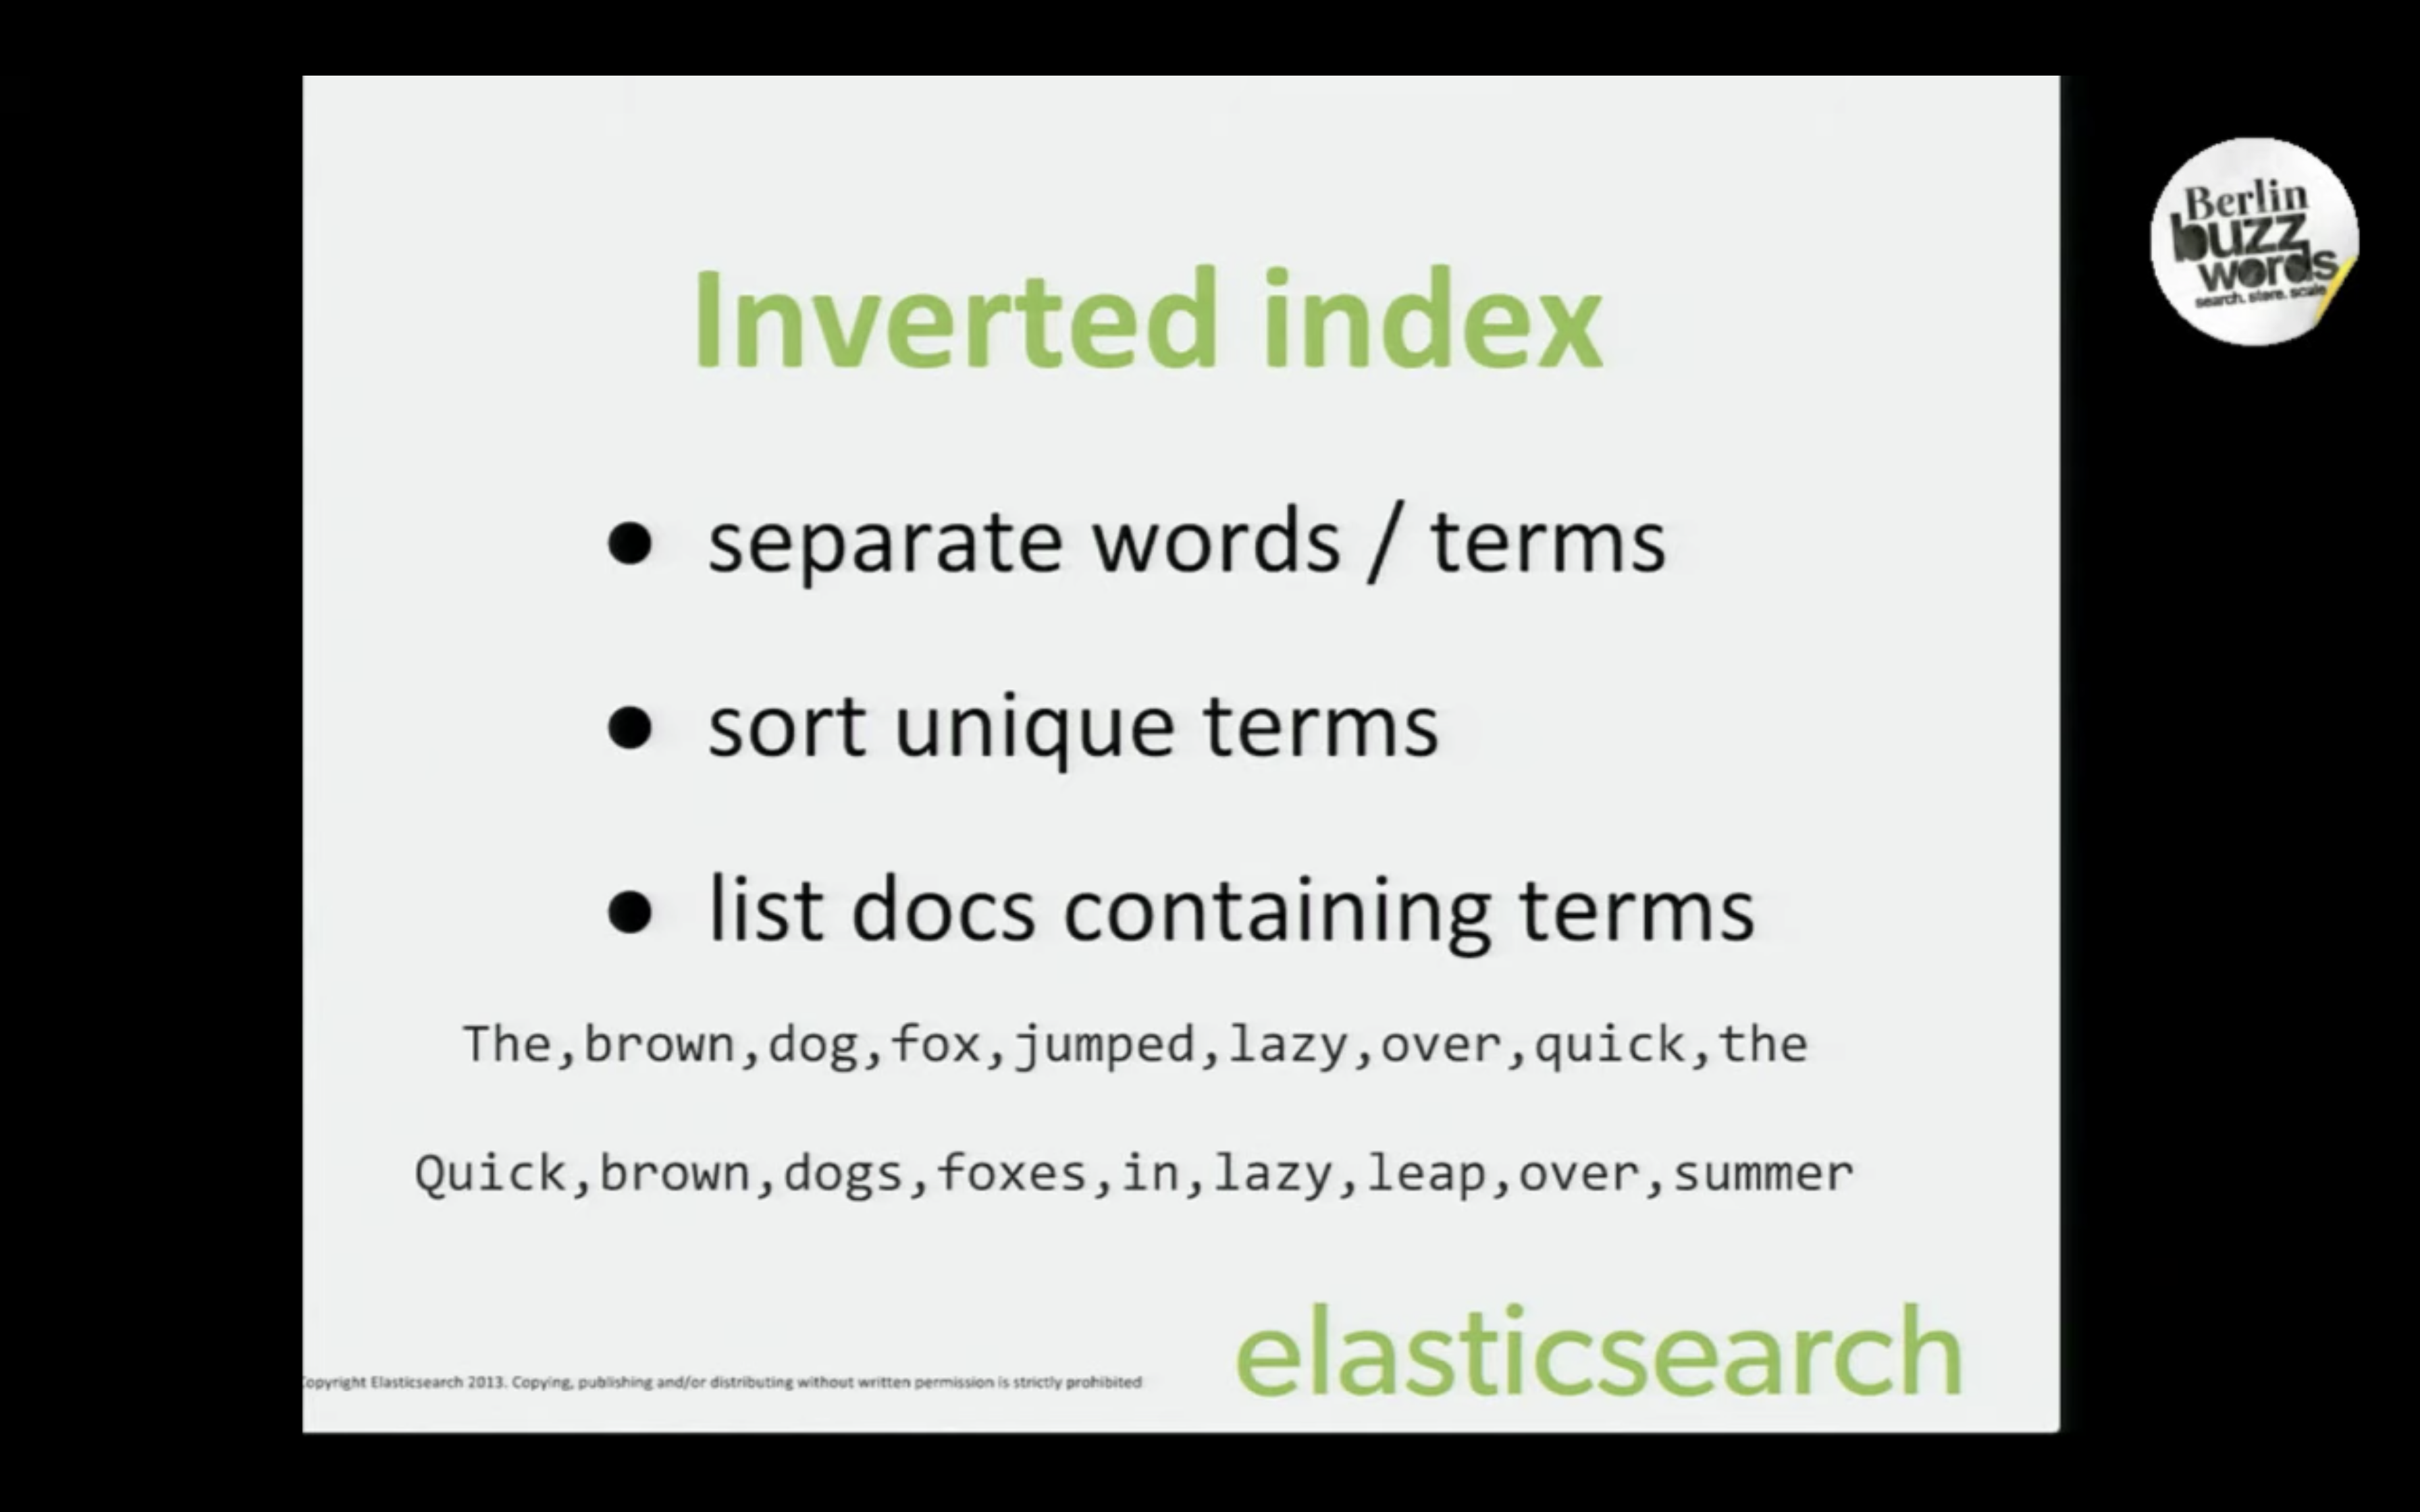 Inverted index
● separate words / terms
● sort unique terms
● list docs containing terms
The,brown,dog,fox,jumped,lazy,over,quick,the
Quick,brown,dogs,foxes,in,lazy,leap,over,summer
opyright Elasticsearch 2013. Copying, publishing and/or distributing without written permission is strictly prohibited
elasticsearch
Berlin
buzz
words
search. store. scale